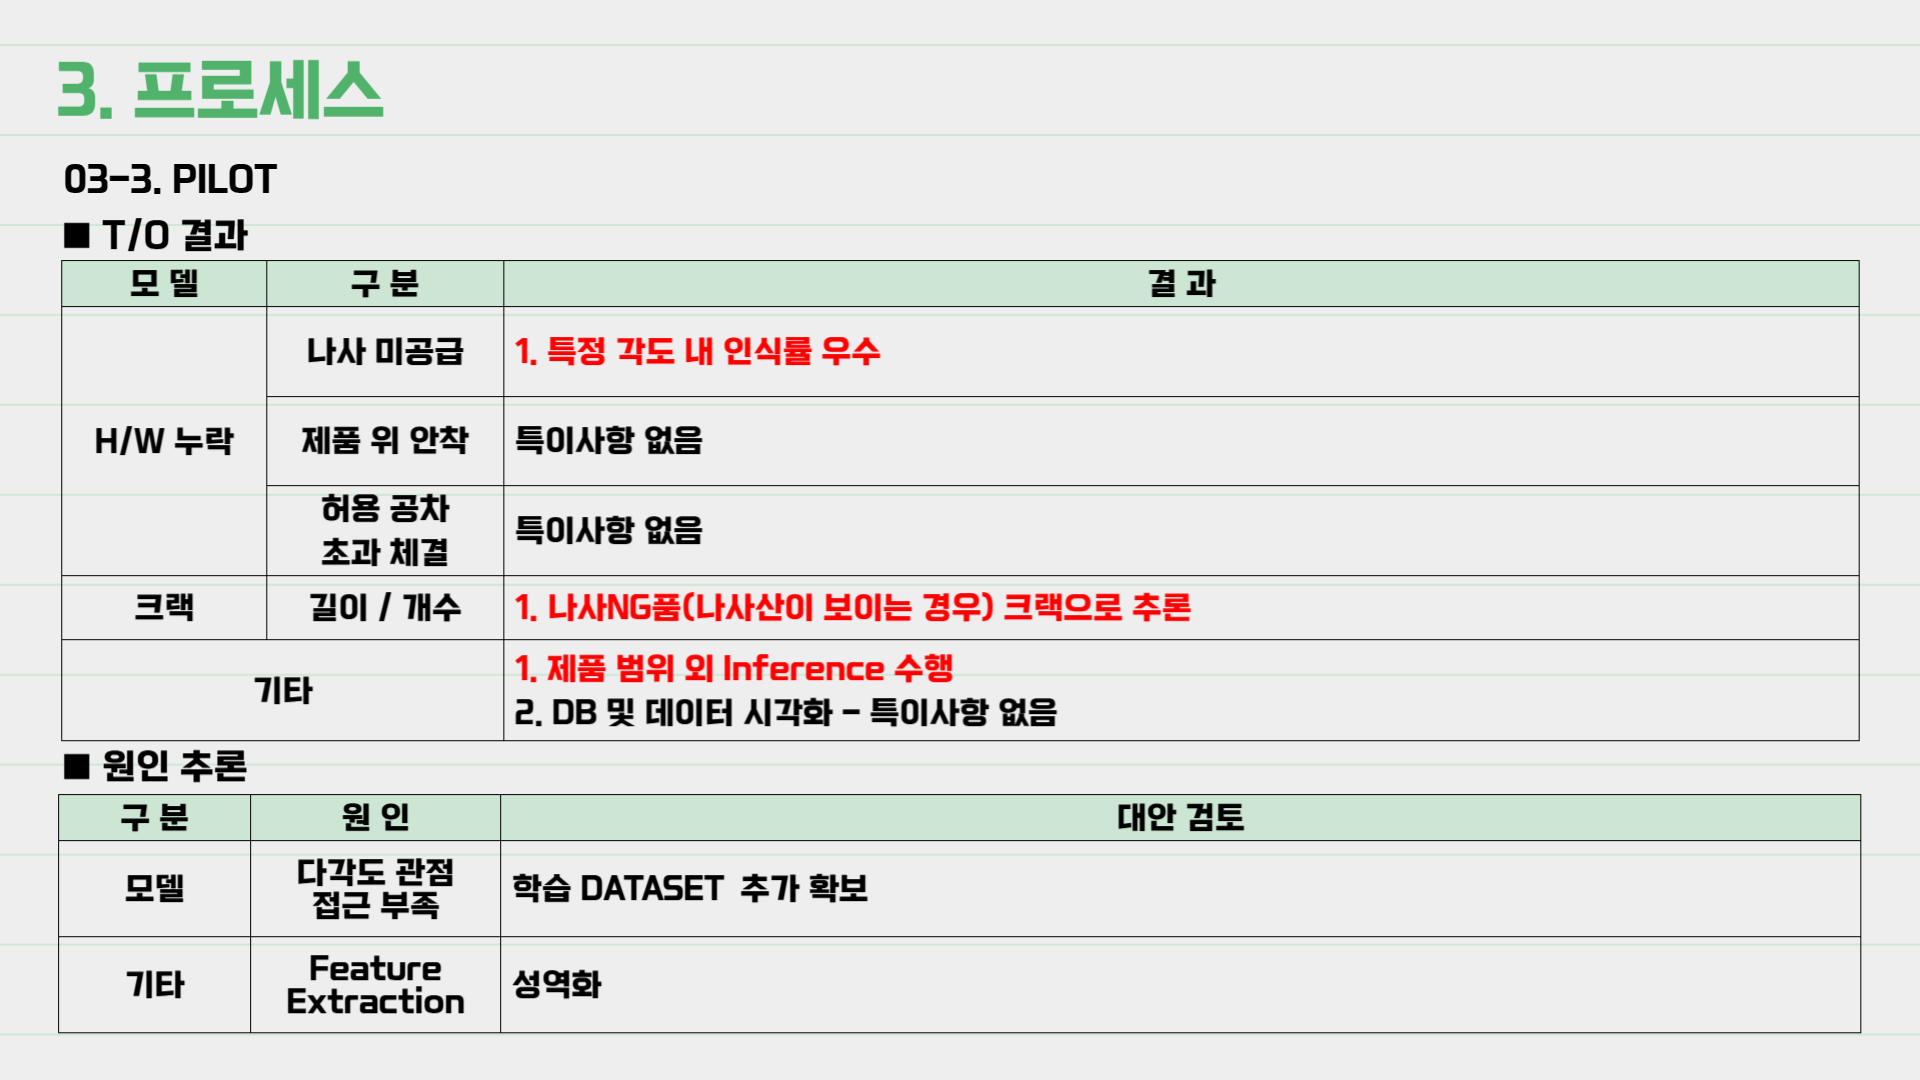 3. 프로세스
03-3. PILOT
■ T/O 결과
모 델 구 분 결 과
H/W 누락
나사 미공급 1. 특정 각도 내 인식률 우수
제품 위 안착 특이사항 없음
허용 공차
초과 체결
특이사항 없음
크랙 길이 / 개수 1. 나사NG품(나사산이 보이는 경우) 크랙으로 추론
기타
1. 제품 범위 외 Inference 수행
2. DB 및 데이터 시각화 - 특이사항 없음
■ 원인 추론
구 분 원 인 대안 검토
모델
다각도 관점
접근 부족
학습 DATASET 추가 확보
기타
Feature
Extraction
성역화